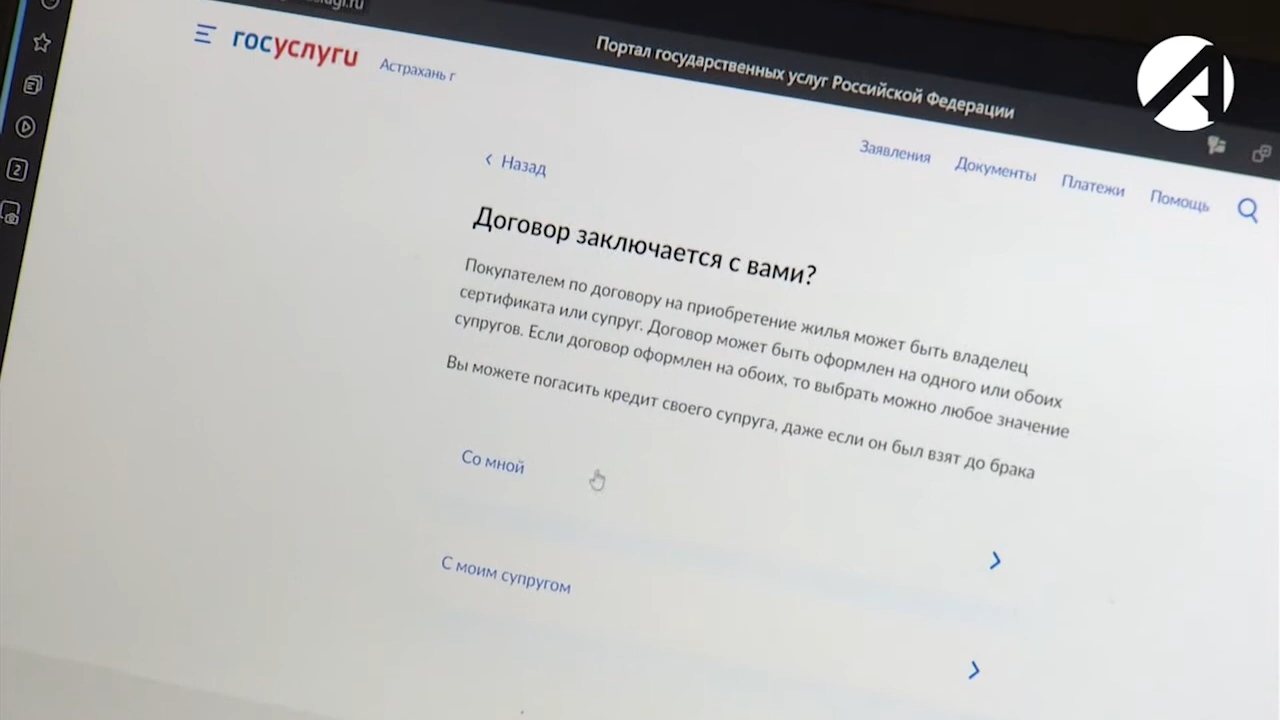 Портал государственных услуг Российской Федерации
госуслуги
Астрахань г
Заявления Документы Платежи Помощь
Назад
Договор заключается с вами?
Покупателем по договору на приобретение жилья может быть владелец
сертификата или супруг. Договор может быть оформлен на одного или обоих
супругов. Если договор оформлен на обоих, то выбрать можно любое значение
Вы можете погасить кредит своего супруга, даже если он был взят до брака
Со мной
С моим супругом
2